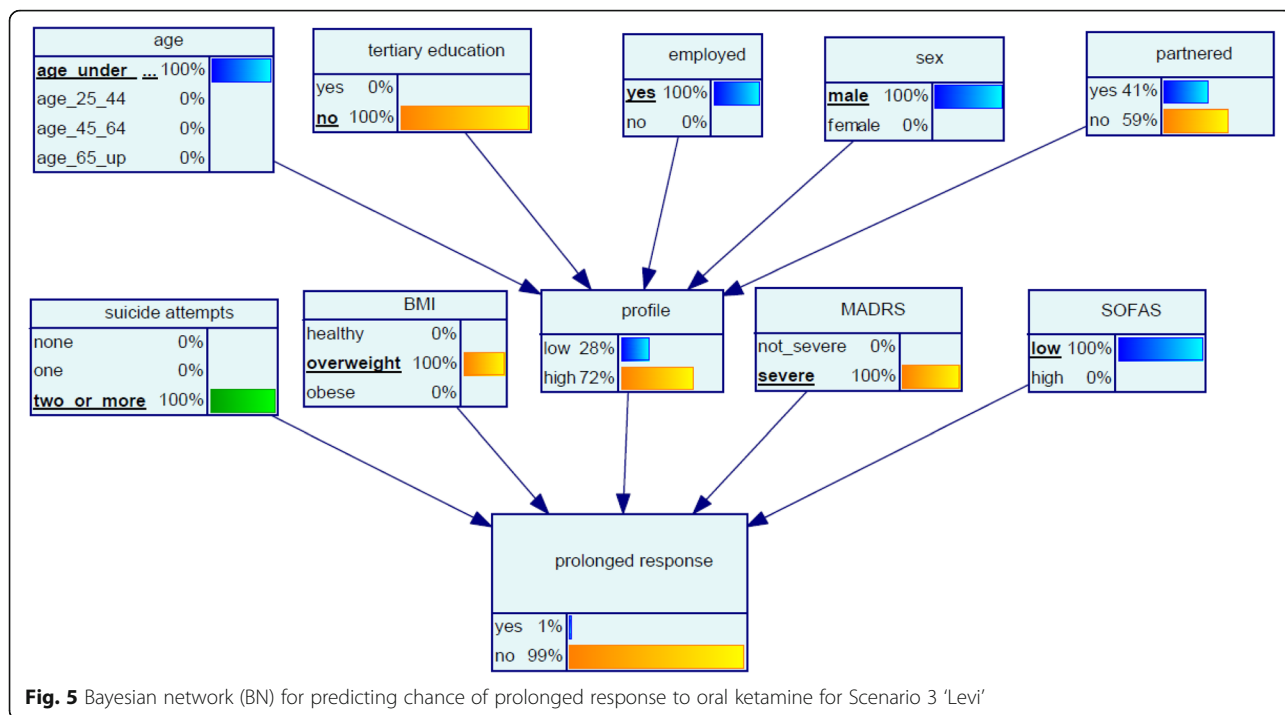 age
age_under_ ... 100%
age_25_44 0%
age_45_64 0%
age_65_up 0%
tertiary education
yes 0%
no 100%
employed
yes 100%
no 0%
sex
male 100%
female 0%
partnered
yes 41%
no 59%
suicide attempts
none 0%
one 0%
two_or_more 100%
BMI
healthy 0%
overweight 100%
obese 0%
profile
low 28%
high 72%
MADRS
not_severe 0%
severe 100%
SOFAS
low 100%
high 0%
prolonged response
yes 1%
no 99%
Fig. 5 Bayesian network (BN) for predicting chance of prolonged response to oral ketamine for Scenario 3 ‘Levi’